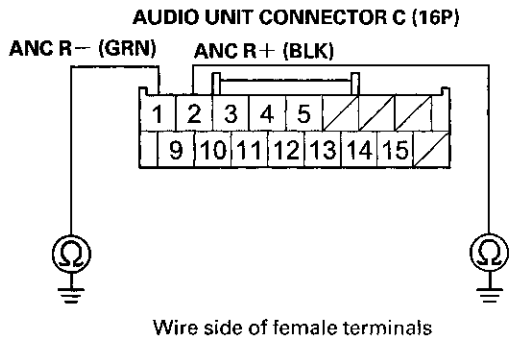 AUDIO UNIT CONNECTOR C (16P)
ANC R− (GRN) ANC R+ (BLK)
1 2 3 4 5
9 10 11 12 13 14 15
Ω Ω
Wire side of female terminals